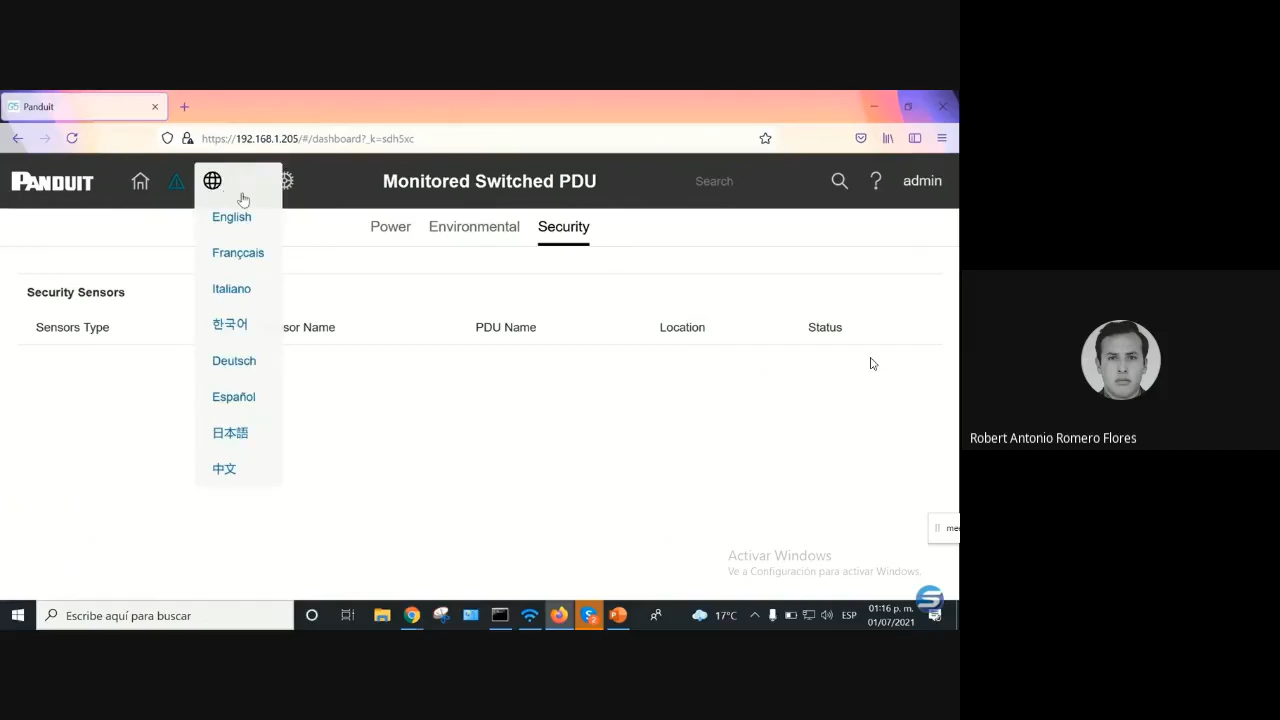 Panduit
https://192.168.1.205/#/dashboard?_k=sdh5xc
PANDUIT
Monitored Switched PDU
Search
admin
English
Françcais
Italiano
한국어
Deutsch
Español
日本語
中文
Power
Environmental
Security
Security Sensors
Sensors Type
sor Name
PDU Name
Location
Status
Robert Antonio Romero Flores
Activar Windows
Ve a Configuración para activar Windows.
Escribe aquí para buscar
17°C
ESP
01:16 p. m.
01/07/2021